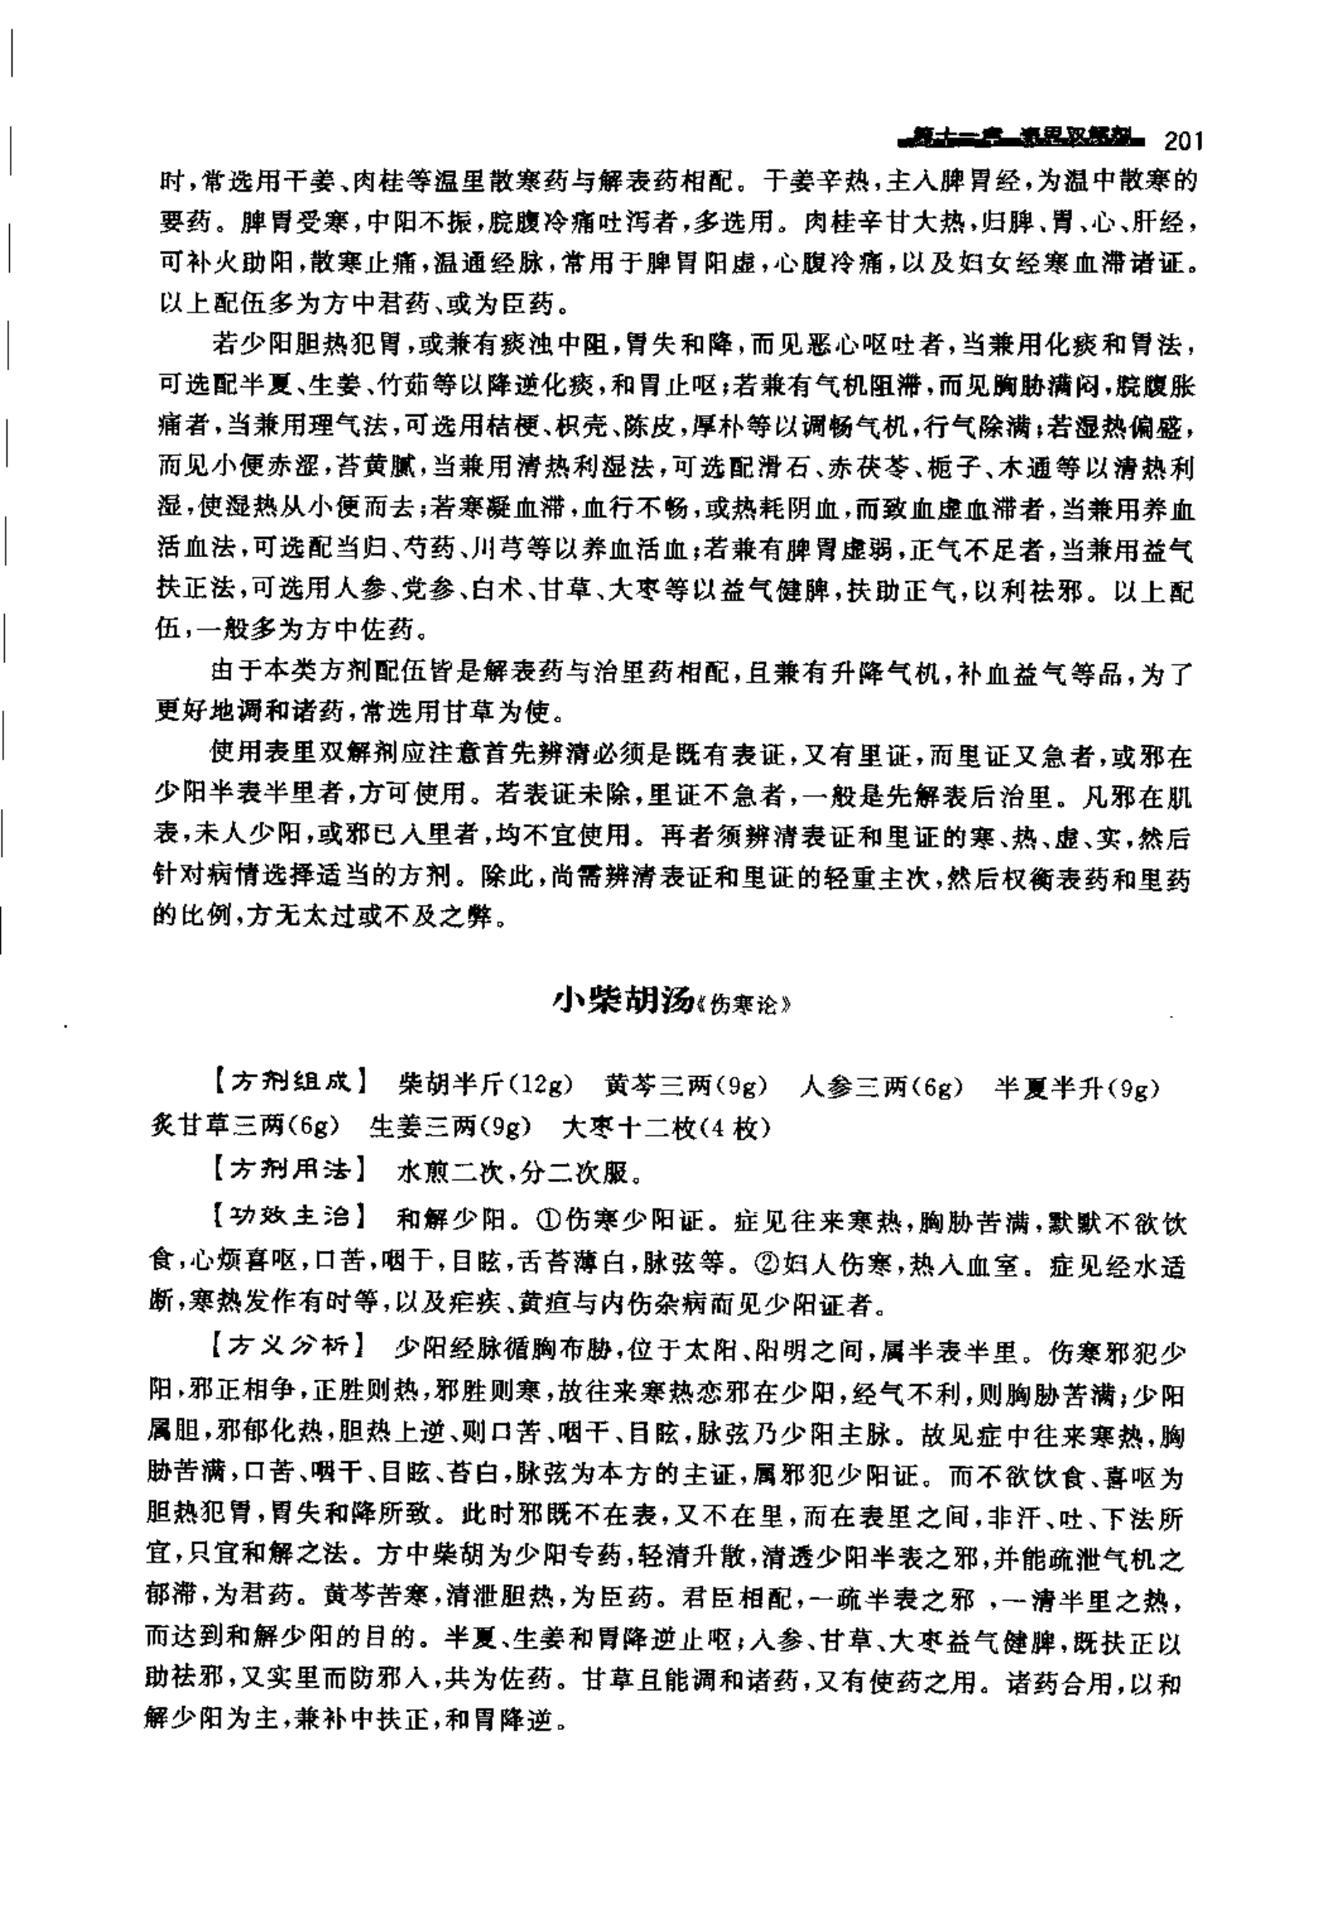 第十一章 表里双解剂 201
时,常选用干姜、肉桂等温里散寒药与解表药相配。干姜辛热,主入脾胃经,为温中散寒的
要药。脾胃受寒,中阳不振,脘腹冷痛吐泻者,多选用。肉桂辛甘大热,归脾、胃、心、肝经,
可补火助阳,散寒止痛,温通经脉,常用于脾胃阳虚,心腹冷痛,以及妇女经寒血滞诸证。
以上配伍多为方中君药、或为臣药。
若少阳胆热犯胃,或兼有痰浊中阻,胃失和降,而见恶心呕吐者,当兼用化痰和胃法,
可选配半夏、生姜、竹茹等以降逆化痰,和胃止呕;若兼有气机阻滞,而见胸胁满闷,脘腹胀
痛者,当兼用理气法,可选用桔梗、枳壳、陈皮,厚朴等以调畅气机,行气除满;若湿热偏盛,
而见小便赤涩,苔黄腻,当兼用清热利湿法,可选配滑石、赤茯苓、栀子、木通等以清热利
湿,使湿热从小便而去;若寒凝血滞,血行不畅,或热耗阴血,而致血虚血滞者,当兼用养血
活血法,可选配当归、芍药、川芎等以养血活血;若兼有脾胃虚弱,正气不足者,当兼用益气
扶正法,可选用人参、党参、白术、甘草、大枣等以益气健脾,扶助正气,以利祛邪。以上配
伍,一般多为方中佐药。
由于本类方剂配伍皆是解表药与治里药相配,且兼有升降气机,补血益气等品,为了
更好地调和诸药,常选用甘草为使。
使用表里双解剂应注意首先辨清必须是既有表证,又有里证,而里证又急者,或邪在
少阳半表半里者,方可使用。若表证未除,里证不急者,一般是先解表后治里。凡邪在肌
表,未入少阳,或邪已入里者,均不宜使用。再者须辨清表证和里证的寒、热、虚、实,然后
针对病情选择适当的方剂。除此,尚需辨清表证和里证的轻重主次,然后权衡表药和里药
的比例,方无太过或不及之弊。
小柴胡汤《伤寒论》
【方剂组成】 柴胡半斤(12g) 黄芩三两(9g) 人参三两(6g) 半夏半升(9g)
炙甘草三两(6g) 生姜三两(9g) 大枣十二枚(4枚)
【方剂用法】 水煎二次,分二次服。
【功效主治】 和解少阳。①伤寒少阳证。症见往来寒热,胸胁苦满,默默不欲饮
食,心烦喜呕,口苦,咽干,目眩,舌苔薄白,脉弦等。②妇人伤寒,热入血室。症见经水适
断,寒热发作有时等,以及疟疾、黄疸与内伤杂病而见少阳证者。
【方义分析】 少阳经脉循胸布胁,位于太阳、阳明之间,属半表半里。伤寒邪犯少
阳,邪正相争,正胜则热,邪胜则寒,故往来寒热恋邪在少阳,经气不利,则胸胁苦满;少阳
属胆,邪郁化热,胆热上逆、则口苦、咽干、目眩,脉弦乃少阳主脉。故见症中往来寒热,胸
胁苦满,口苦、咽干、目眩、苔白,脉弦为本方的主证,属邪犯少阳证。而不欲饮食、喜呕为
胆热犯胃,胃失和降所致。此时邪既不在表,又不在里,而在表里之间,非汗、吐、下法所
宜,只宜和解之法。方中柴胡为少阳专药,轻清升散,清透少阳半表之邪,并能疏泄气机之
郁滞,为君药。黄芩苦寒,清泄胆热,为臣药。君臣相配,一疏半表之邪,一清半里之热,
而达到和解少阳的目的。半夏、生姜和胃降逆止呕;人参、甘草、大枣益气健脾,既扶正以
助祛邪,又实里而防邪入,共为佐药。甘草且能调和诸药,又有使药之用。诸药合用,以和
解少阳为主,兼补中扶正,和胃降逆。